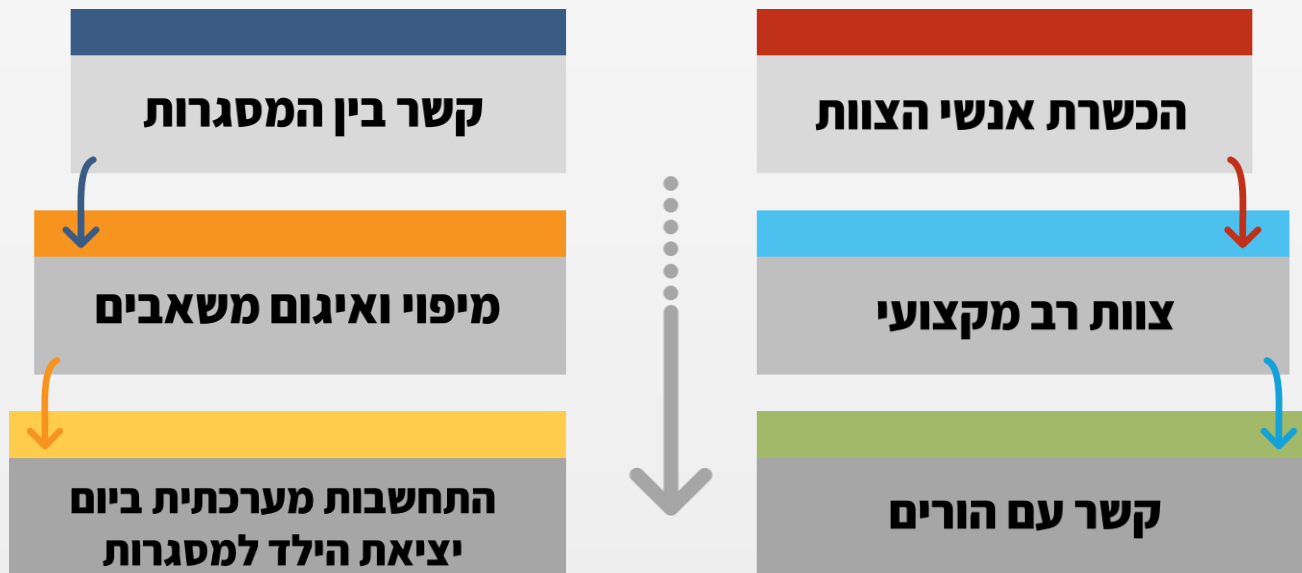 הכשרת אנשי הצוות
צוות רב מקצועי
קשר עם הורים
קשר בין המסגרות
מיפוי ואיגום משאבים
התחשבות מערכתית ביום
יציאת הילד למסגרות